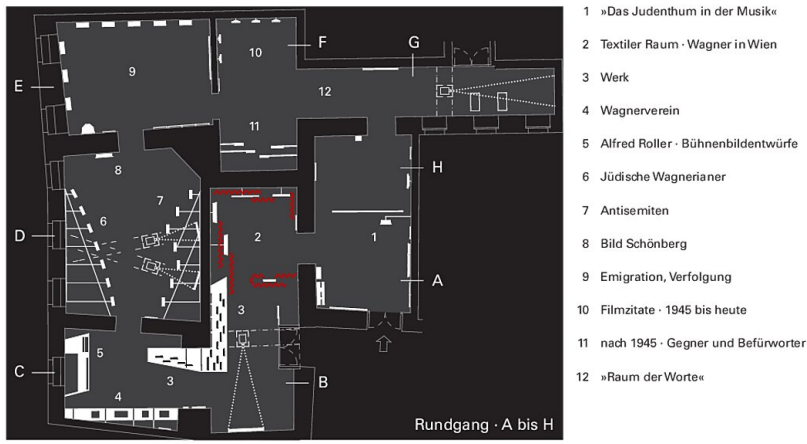 10
F
G
E
9
12
11
8
H
7
6
D
2
1
A
3
5
C
3
B
4
Rundgang · A bis H
1 »Das Judenthum in der Musik«
2 Textiler Raum · Wagner in Wien
3 Werk
4 Wagnerverein
5 Alfred Roller · Bühnenbildentwürfe
6 Jüdische Wagnerianer
7 Antisemiten
8 Bild Schönberg
9 Emigration, Verfolgung
10 Filmzitate · 1945 bis heute
11 nach 1945 · Gegner und Befürworter
12 »Raum der Worte«